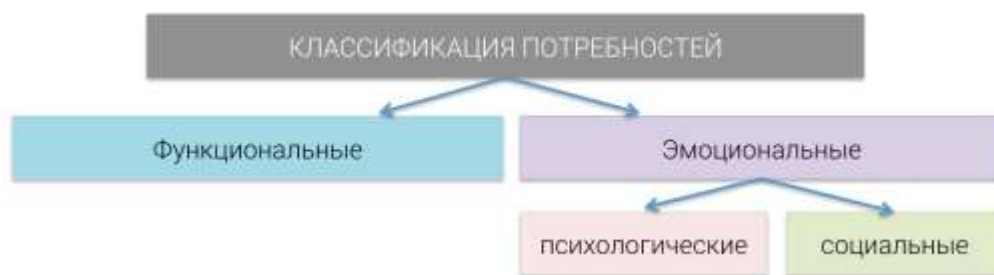 КЛАССИФИКАЦИЯ ПОТРЕБНОСТЕЙ
Функциональные
Эмоциональные
психологические
социальные